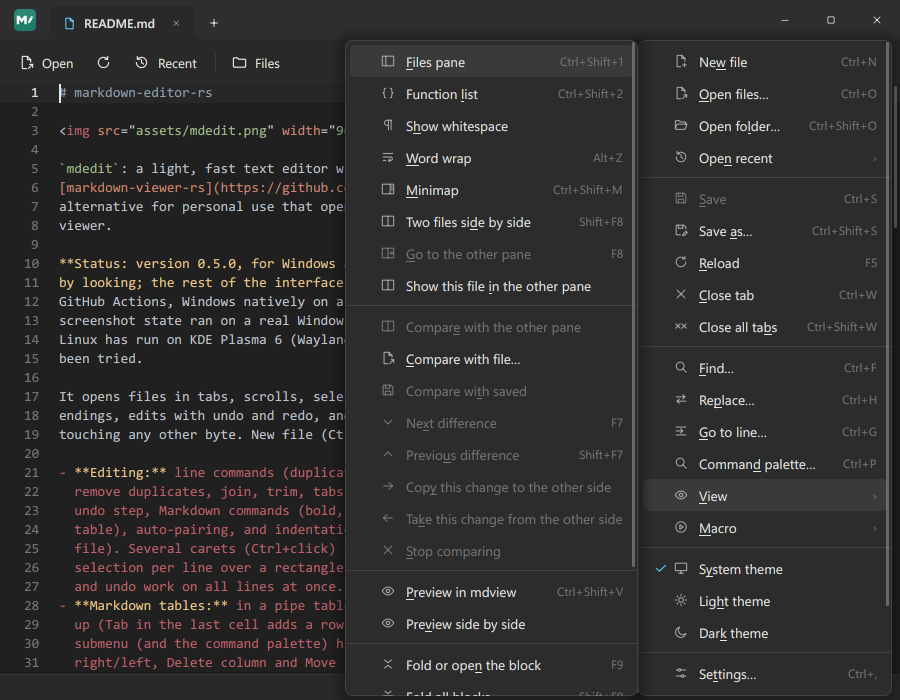 M
README.md
Open
Recent
Files
1 # markdown-editor-rs
2
3 <img src="assets/mdedit.png" width="9
4
5 `mdedit`: a light, fast text editor w
6 [markdown-viewer-rs](https://github.c
7 alternative for personal use that ope
8 viewer.
9
10 **Status: version 0.5.0, for Windows
11 by looking; the rest of the interface
12 GitHub Actions, Windows natively on a
13 screenshot state ran on a real Window
14 Linux has run on KDE Plasma 6 (Waylan
15 been tried.
16
17 It opens files in tabs, scrolls, sele
18 endings, edits with undo and redo, an
19 touching any other byte. New file (Ct
20
21 - **Editing:** line commands (duplicat
22 remove duplicates, join, trim, tabs
23 undo step, Markdown commands (bold,
24 table), auto-pairing, and indentati
25 file). Several carets (Ctrl+click)
26 selection per line over a rectangle
27 and undo work on all lines at once.
28 - **Markdown tables:** in a pipe tabl
29 up (Tab in the last cell adds a row
30 submenu (and the command palette) h
31 right/left, Delete column and Move
Files pane Ctrl+Shift+1
Function list Ctrl+Shift+2
Show whitespace
Word wrap Alt+Z
Minimap Ctrl+Shift+M
Two files side by side Shift+F8
Go to the other pane F8
Show this file in the other pane
Compare with the other pane
Compare with file...
Compare with saved
Next difference F7
Previous difference Shift+F7
Copy this change to the other side
Take this change from the other side
Stop comparing
Preview in mdview Ctrl+Shift+V
Preview side by side
Fold or open the block F9
Fold all blocks Shift+F9
New file Ctrl+N
Open files... Ctrl+O
Open folder... Ctrl+Shift+O
Open recent
Save Ctrl+S
Save as... Ctrl+Shift+S
Reload F5
Close tab Ctrl+W
Close all tabs Ctrl+Shift+W
Find... Ctrl+F
Replace... Ctrl+H
Go to line... Ctrl+G
Command palette... Ctrl+P
View
Macro
System theme
Light theme
Dark theme
Settings... Ctrl+,